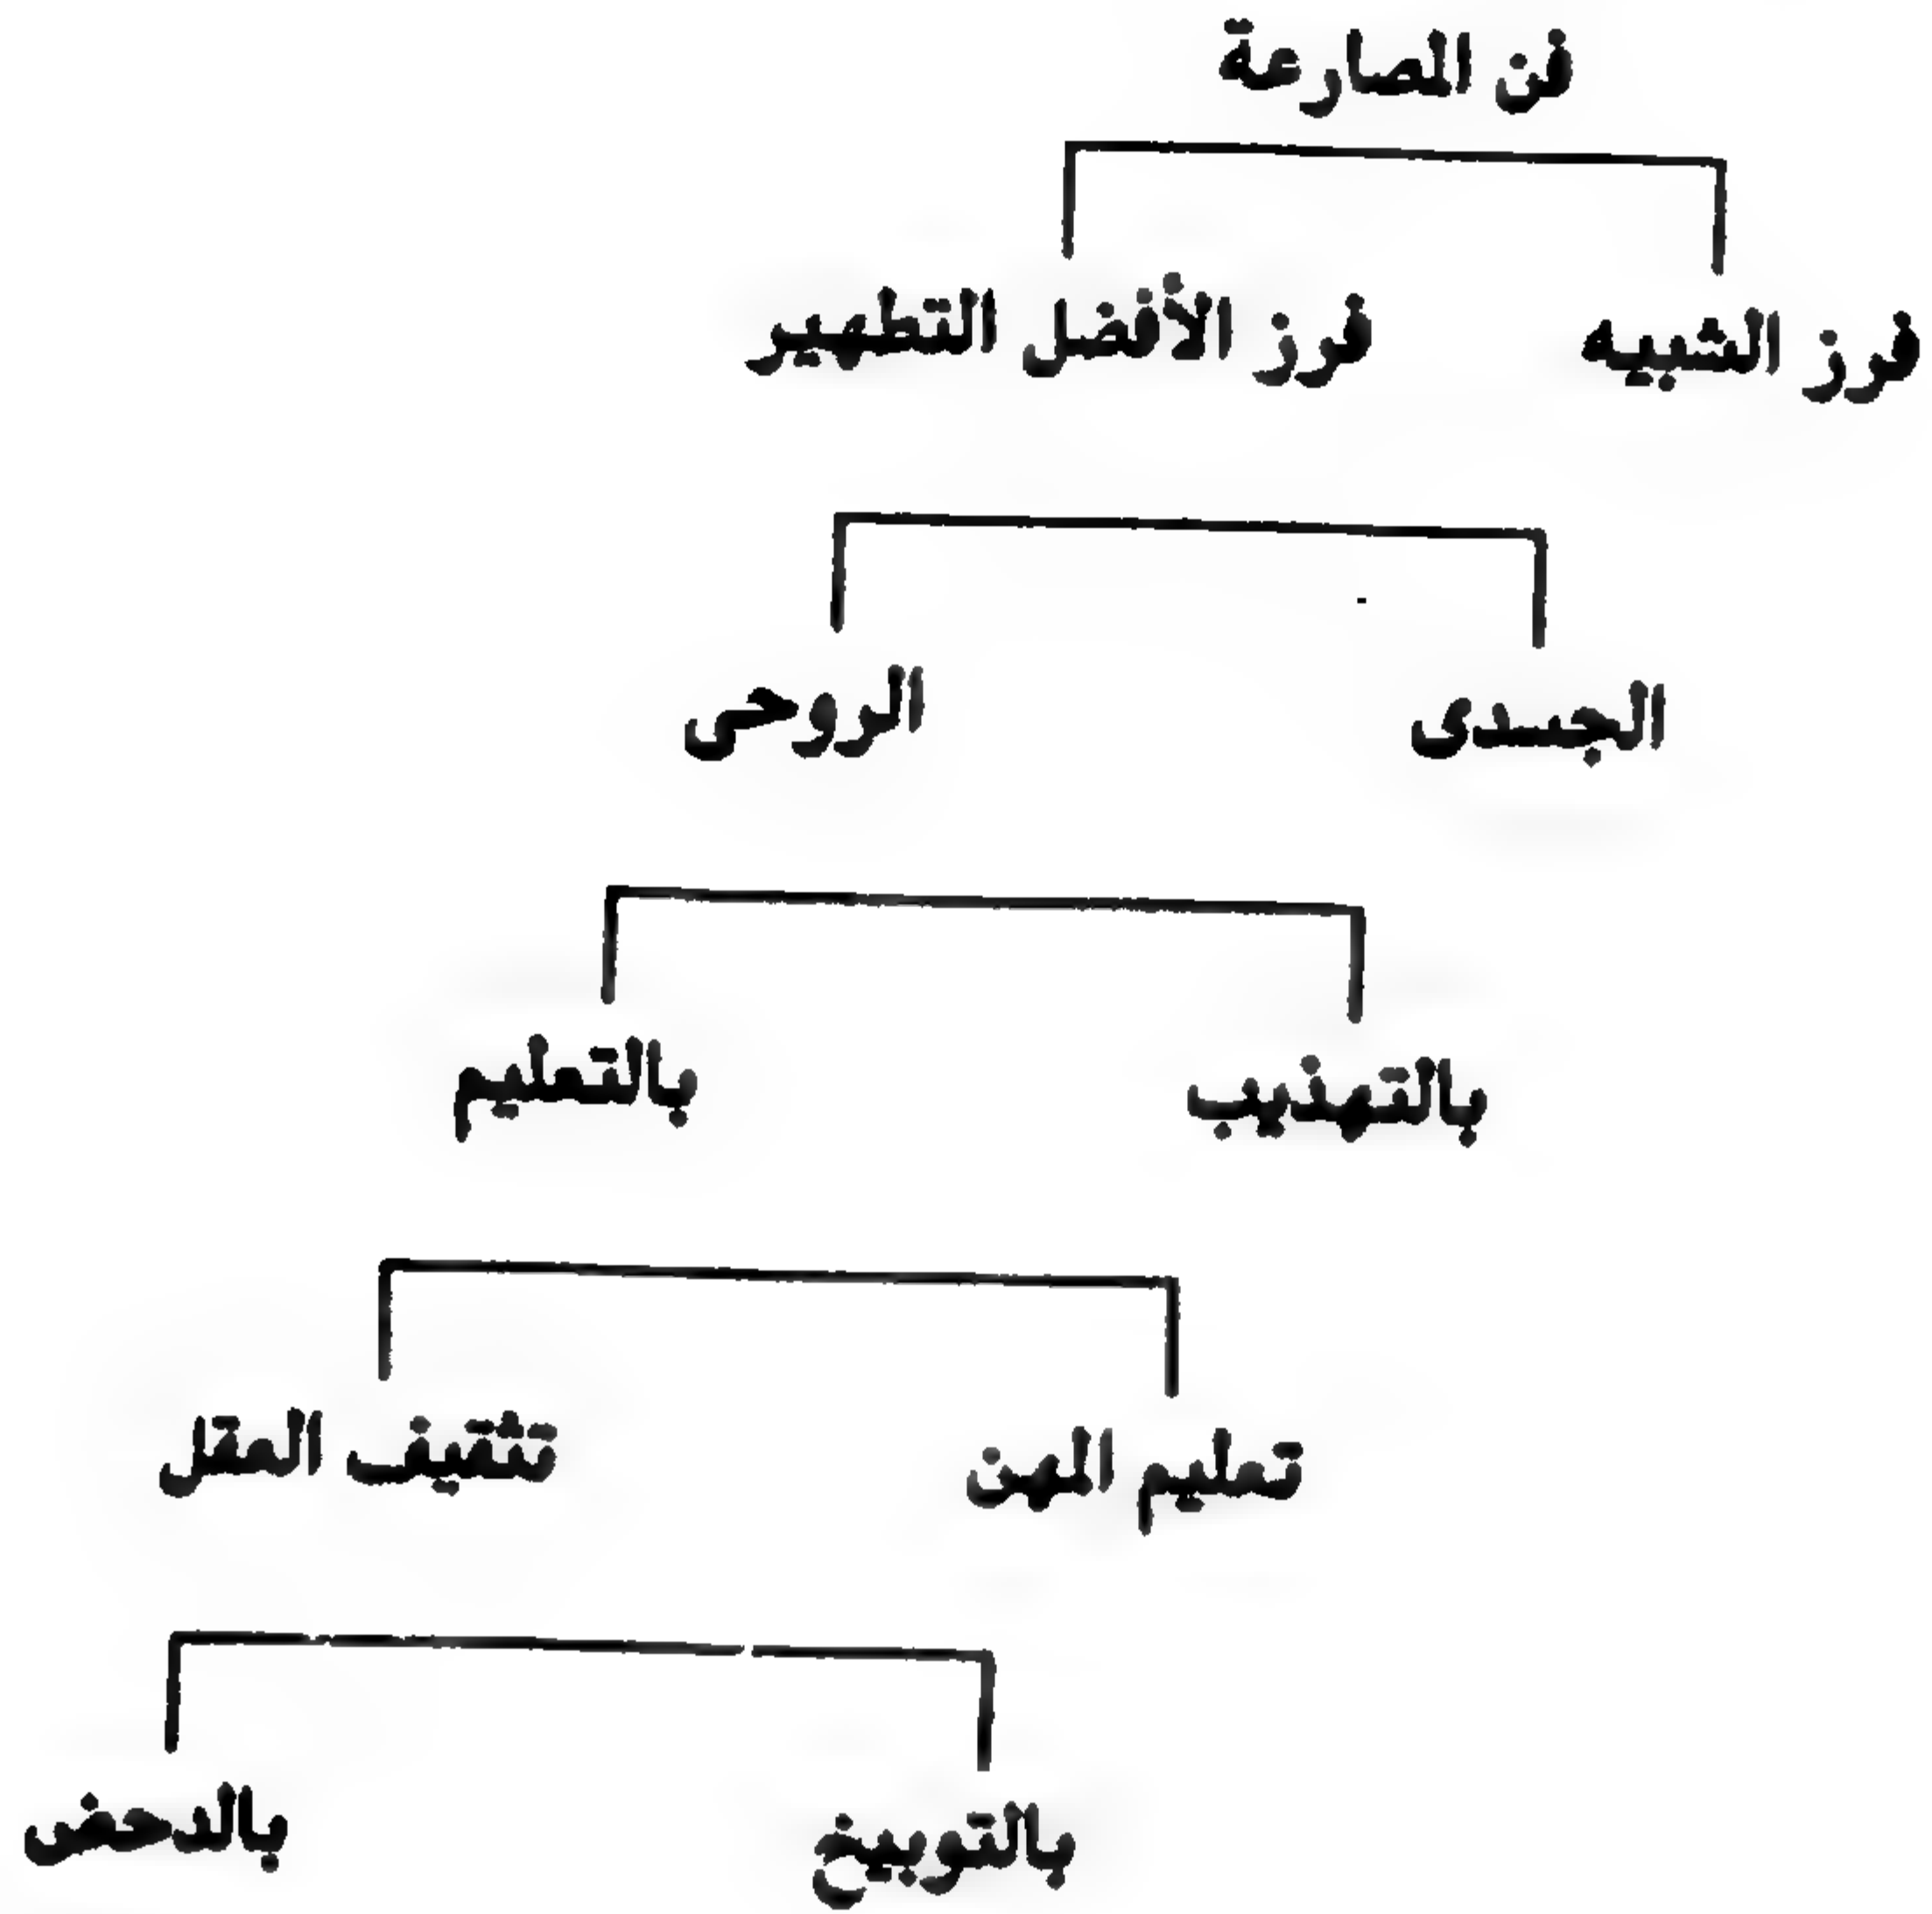 فن المصارعة
فرز الشبيه
فرز الأفضل التطهير
الجسدى
الروحى
بالتهذيب
بالتعليم
تعليم المهن
تثقيف العقل
بالتوبيخ
بالدحض